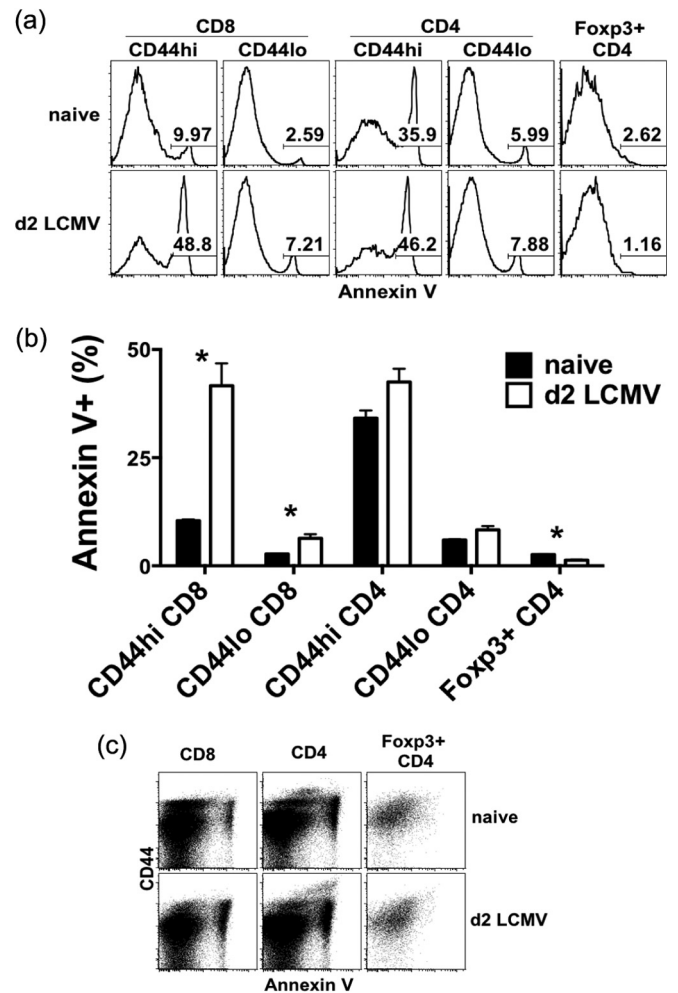 (a)
CD8 CD4 Foxp3+
CD44hi CD44lo CD44hi CD44lo CD4
naive 9.97 2.59 35.9 5.99 2.62
d2 LCMV 48.8 7.21 46.2 7.88 1.16
Annexin V
(b)
Annexin V+ (%)
50
25
0
* * *
naive
d2 LCMV
CD44hi CD8 CD44lo CD8 CD44hi CD4 CD44lo CD4 Foxp3+ CD4
(c)
CD8 CD4 Foxp3+
CD4
naive
CD44
d2 LCMV
Annexin V